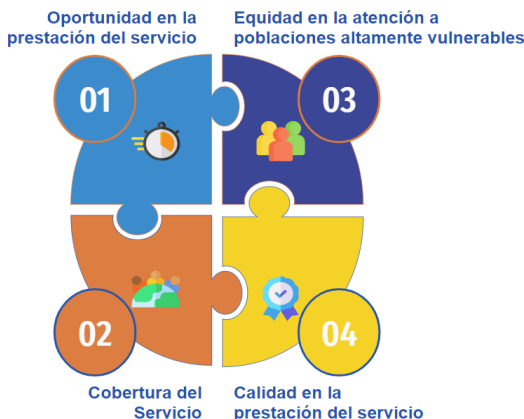 Oportunidad en la
prestación del servicio
01
Equidad en la atención a
poblaciones altamente vulnerables
03
02
Cobertura del
Servicio
04
Calidad en la
prestación del servicio